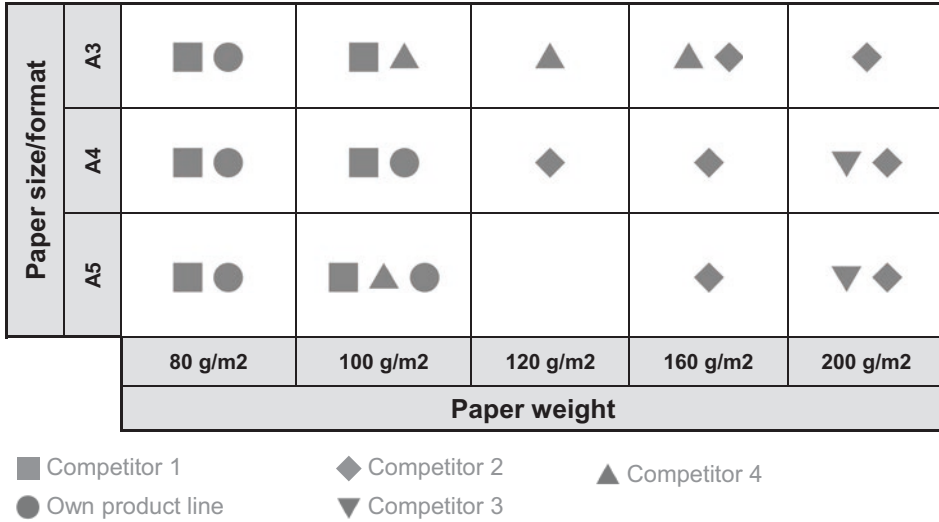 Paper size/format
A3
A4
A5
80 g/m2
100 g/m2
120 g/m2
160 g/m2
200 g/m2
Paper weight
Competitor 1
Competitor 2
Competitor 4
Own product line
Competitor 3